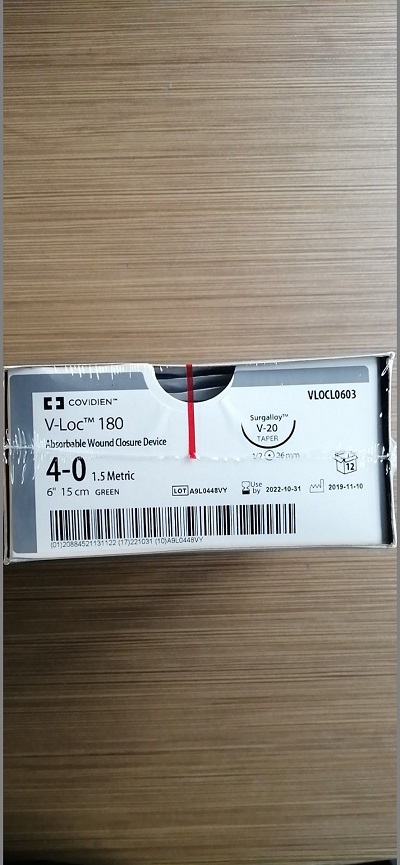 COVIDIEN™
VLOCL0603
V-Loc™ 180
Absorbable Wound Closure Device
Surgalloy™
V-20
TAPER
1/2 26 mm
4-0 1.5 Metric
6" 15 cm GREEN
LOT A9L0448VY
Use by 2022-10-31
2019-11-10
12
(01)20884521131122 (17)221031 (10)A9L0448VY